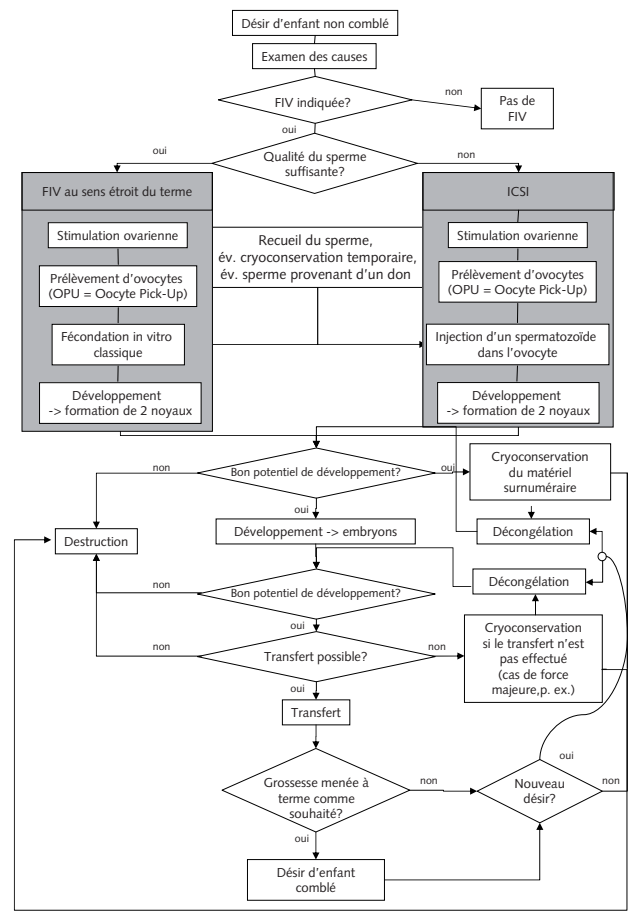 Désir d'enfant non comblé
Examen des causes
FIV indiquée?
non
Pas de
FIV
oui
Qualité du sperme
suffisante?
oui
non
FIV au sens étroit du terme
Stimulation ovarienne
Prélèvement d'ovocytes
(OPU = Oocyte Pick-Up)
Fécondation in vitro
classique
Développement
-> formation de 2 noyaux
Recueil du sperme,
év. cryoconservation temporaire,
év. sperme provenant d'un don
ICSI
Stimulation ovarienne
Prélèvement d'ovocytes
(OPU = Oocyte Pick-Up)
Injection d'un spermatozoïde
dans l'ovocyte
Développement
-> formation de 2 noyaux
non
Bon potentiel de développement?
oui
Cryoconservation
du matériel
surnuméraire
oui
Destruction
Développement -> embryons
Décongélation
non
Bon potentiel de développement?
Décongélation
oui
non
Transfert possible?
non
Cryoconservation
si le transfert n'est
pas effectué
(cas de force
majeure,p. ex.)
oui
Transfert
Grossesse menée à
terme comme
souhaité?
non
Nouveau
désir?
oui
non
oui
Désir d'enfant
comblé